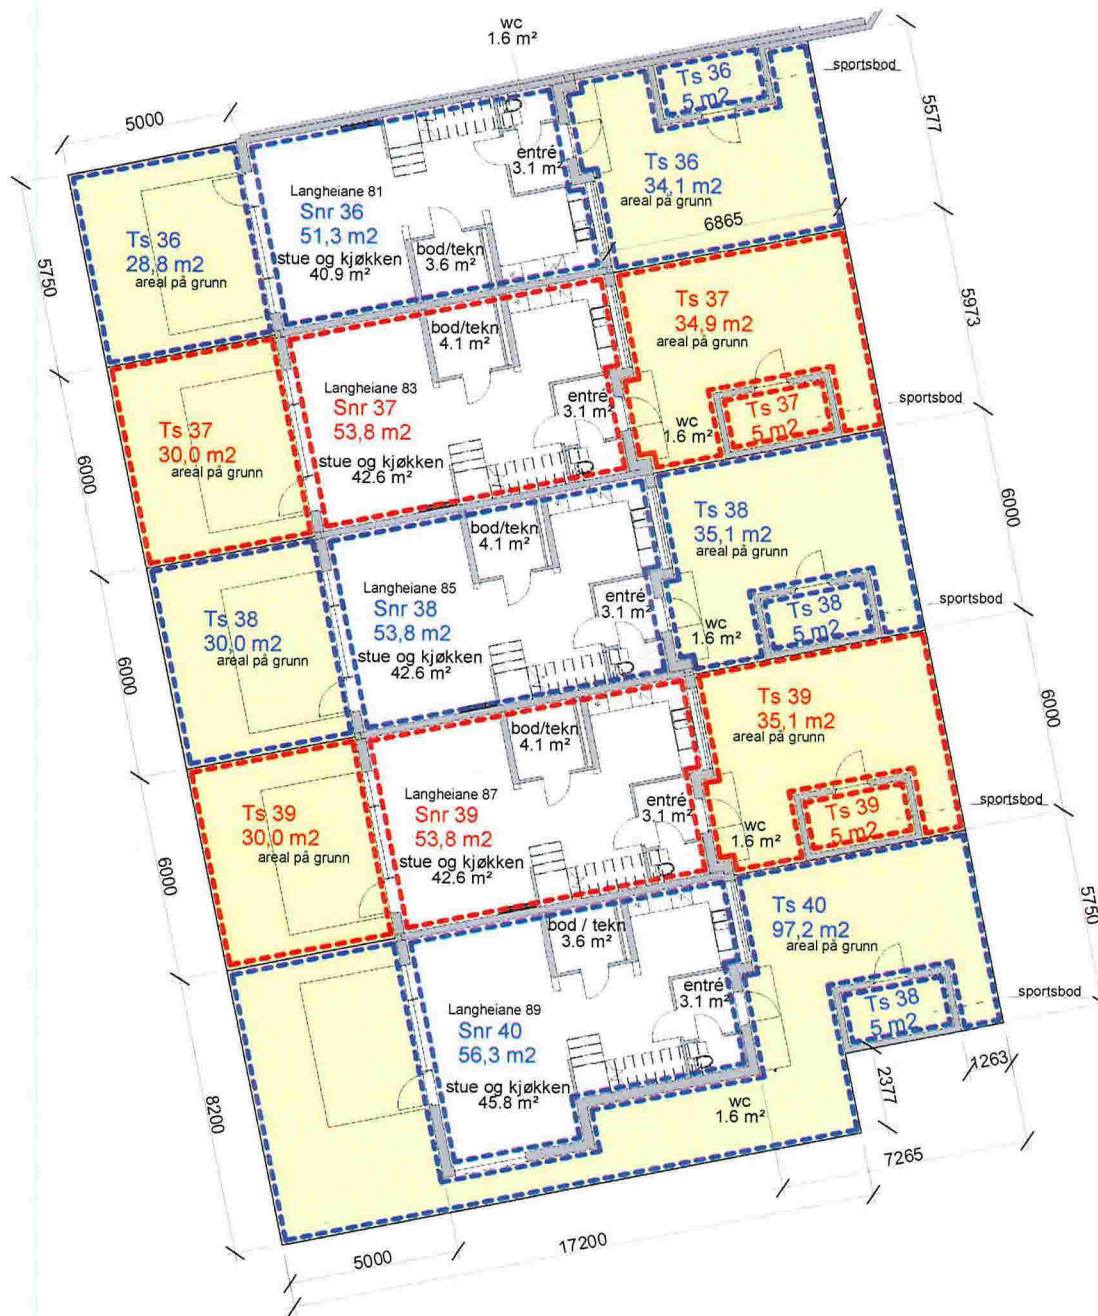 wc
1.6 m²
sportsbod
5000
5577
Ts 36
5 m2
entré
3.1 m²
Ts 36
34,1 m2
areal på grunn
6865
Langheiane 81
Snr 36
51,3 m2
stue og kjøkken
40.9 m²
bod/tekn
3.6 m²
Ts 36
28,8 m2
areal på grunn
5750
5973
Ts 37
34,9 m2
areal på grunn
bod/tekn
4.1 m²
Langheiane 83
Snr 37
53,8 m2
stue og kjøkken
42.6 m²
entré
3.1 m²
wc
1.6 m²
Ts 37
5 m2
sportsbod
Ts 37
30,0 m2
areal på grunn
6000
6000
Ts 38
35,1 m2
areal på grunn
bod/tekn
4.1 m²
Langheiane 85
Snr 38
53,8 m2
stue og kjøkken
42.6 m²
entré
3.1 m²
wc
1.6 m²
Ts 38
5 m2
sportsbod
Ts 38
30,0 m2
areal på grunn
6000
6000
Ts 39
35,1 m2
areal på grunn
bod/tekn
4.1 m²
Langheiane 87
Snr 39
53,8 m2
stue og kjøkken
42.6 m²
entré
3.1 m²
wc
1.6 m²
Ts 39
5 m2
sportsbod
Ts 39
30,0 m2
areal på grunn
6000
5750
Ts 40
97,2 m2
areal på grunn
bod / tekn
3.6 m²
Langheiane 89
Snr 40
56,3 m2
stue og kjøkken
45.8 m²
entré
3.1 m²
Ts 38
5 m2
sportsbod
wc
1.6 m²
8200
2377
1263
7265
5000
17200